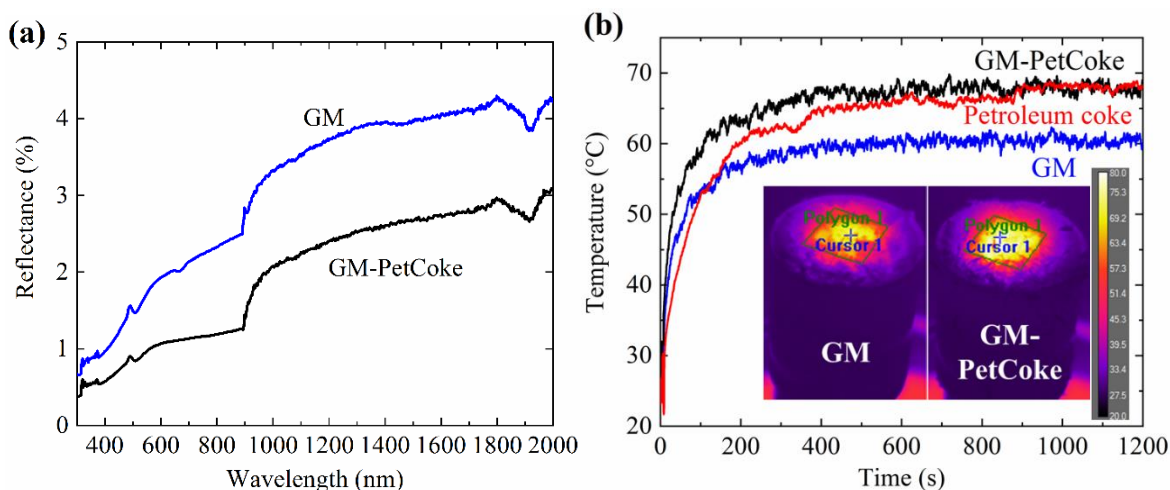 (a)
5
4
3
2
1
0
Reflectance (%)
GM
GM-PetCoke
400 600 800 1000 1200 1400 1600 1800 2000
Wavelength (nm)
(b)
70
60
50
40
30
20
Temperature (°C)
GM-PetCoke
Petroleum coke
GM
Polygon 1
Cursor 1
GM
Polygon 1
Cursor 1
GM-
PetCoke
80.0
75.3
69.2
63.4
57.3
51.3
45.3
39.5
33.4
27.5
20.0
0 200 400 600 800 1000 1200
Time (s)